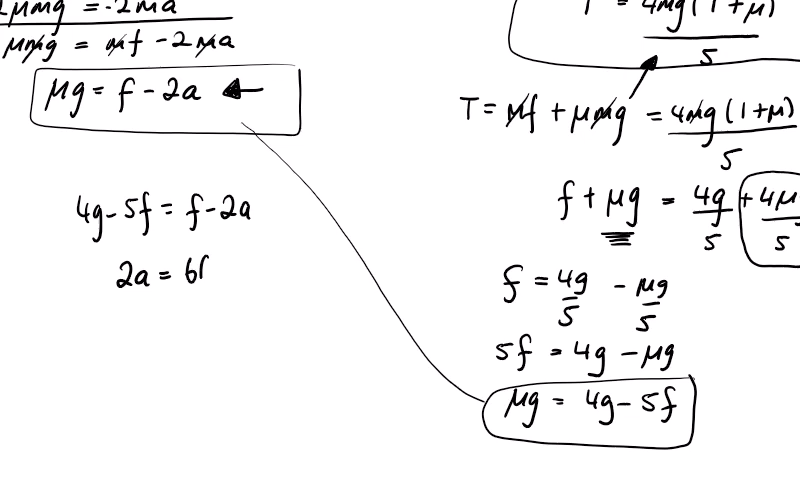 2μmg = -2ma
μmg = mf - 2ma
μg = f - 2a
4g - 5f = f - 2a
2a = 6f
T = 4mg(1+μ)
5
T = mf + μmg = 4mg(1+μ)
5
f + μg = 4g + 4μ
5 5
f = 4g - μg
5 5
5f = 4g - μg
μg = 4g - 5f